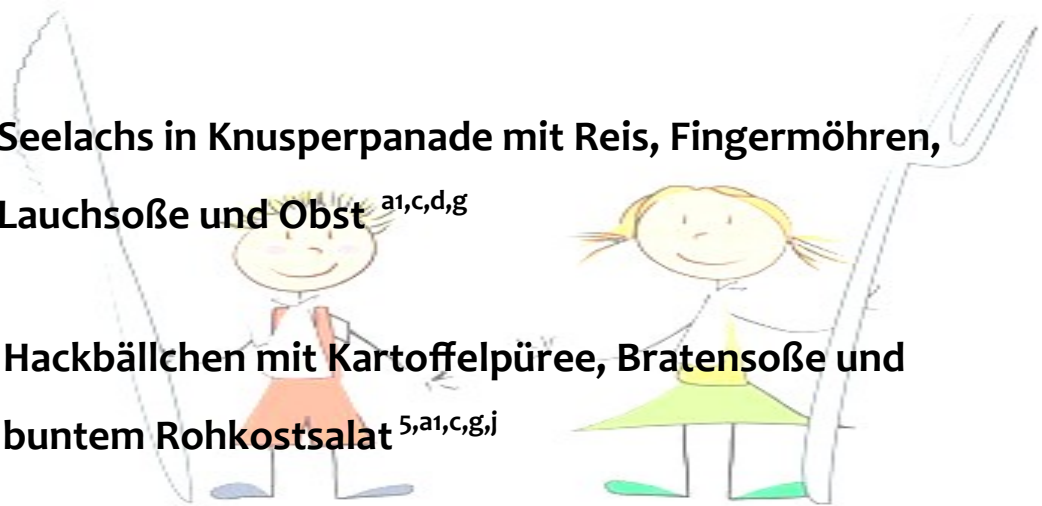 Seelachs in Knusperpanade mit Reis, Fingermöhren,
Lauchsoße und Obst a1,c,d,g
Hackbällchen mit Kartoffelpüree, Bratensoße und
buntem Rohkostsalat 5,a1,c,g,j